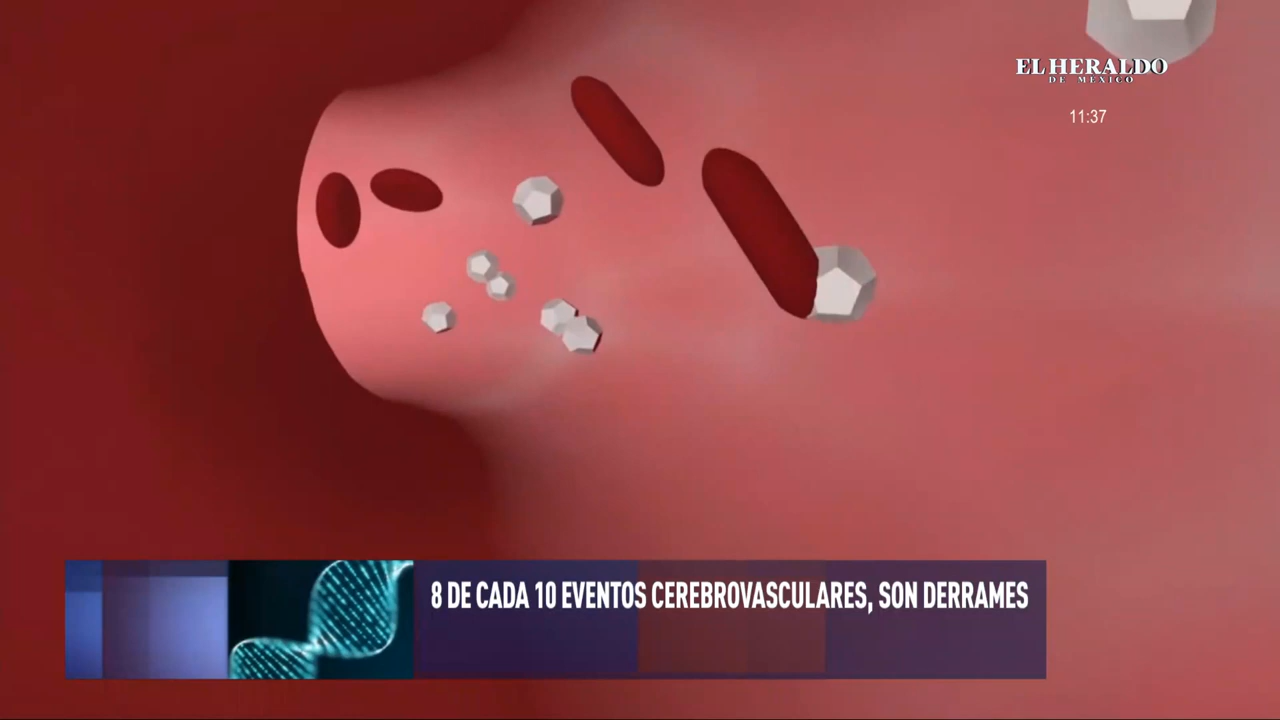 EL HERALDO
DE MÉXICO
11:37
8 DE CADA 10 EVENTOS CEREBROVASCULARES, SON DERRAMES